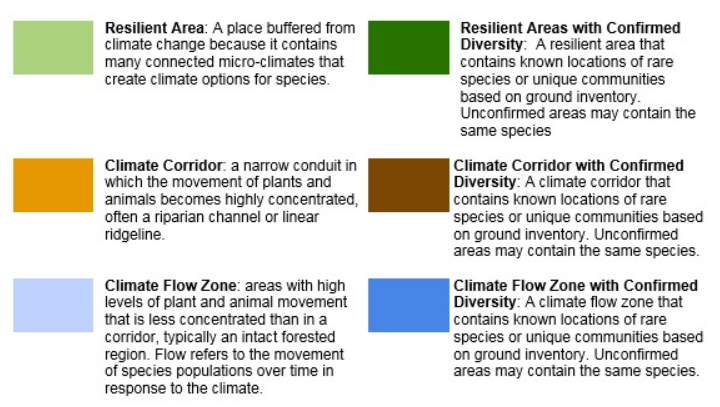 Resilient Area: A place buffered from
climate change because it contains
many connected micro-climates that
create climate options for species.
Resilient Areas with Confirmed
Diversity:  A resilient area that
contains known locations of rare
species or unique communities
based on ground inventory.
Unconfirmed areas may contain the
same species
Climate Corridor: a narrow conduit in
which the movement of plants and
animals becomes highly concentrated,
often a riparian channel or linear
ridgeline.
Climate Corridor with Confirmed
Diversity: A climate corridor that
contains known locations of rare
species or unique communities based
on ground inventory. Unconfirmed
areas may contain the same species.
Climate Flow Zone: areas with high
levels of plant and animal movement
that is less concentrated than in a
corridor, typically an intact forested
region. Flow refers to the movement
of species populations over time in
response to the climate.
Climate Flow Zone with Confirmed
Diversity: A climate flow zone that
contains known locations of rare
species or unique communities based
on ground inventory. Unconfirmed
areas may contain the same species.